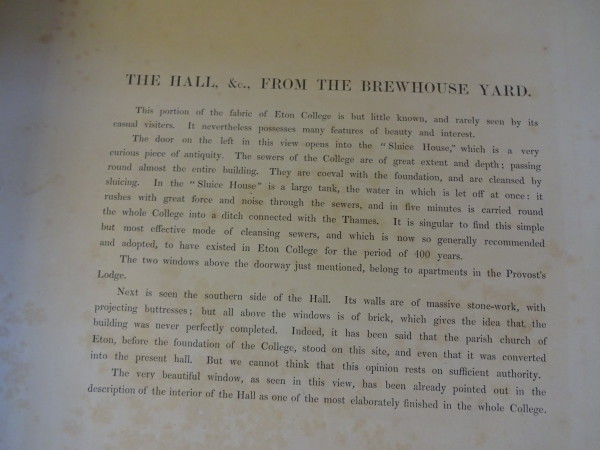 THE HALL, &c., FROM THE BREWHOUSE YARD.
This portion of the fabric of Eton College is but little known, and rarely seen by its
casual visiters. It nevertheless possesses many features of beauty and interest.
The door on the left in this view opens into the "Sluice House," which is a very
curious piece of antiquity. The sewers of the College are of great extent and depth; passing
round almost the entire building. They are coeval with the foundation, and are cleansed by
sluicing. In the "Sluice House" is a large tank, the water in which is let off at once: it
rushes with great force and noise through the sewers, and in five minutes is carried round
the whole College into a ditch connected with the Thames. It is singular to find this simple
but most effective mode of cleansing sewers, and which is now so generally recommended
and adopted, to have existed in Eton College for the period of 400 years.
The two windows above the doorway just mentioned, belong to apartments in the Provost's
Lodge.
Next is seen the southern side of the Hall. Its walls are of massive stone-work, with
projecting buttresses; but all above the windows is of brick, which gives the idea that the
building was never perfectly completed. Indeed, it has been said that the parish church of
Eton, before the foundation of the College, stood on this site, and even that it was converted
into the present hall. But we cannot think that this opinion rests on sufficient authority.
The very beautiful window, as seen in this view, has been already pointed out in the
description of the interior of the Hall as one of the most elaborately finished in the whole College.